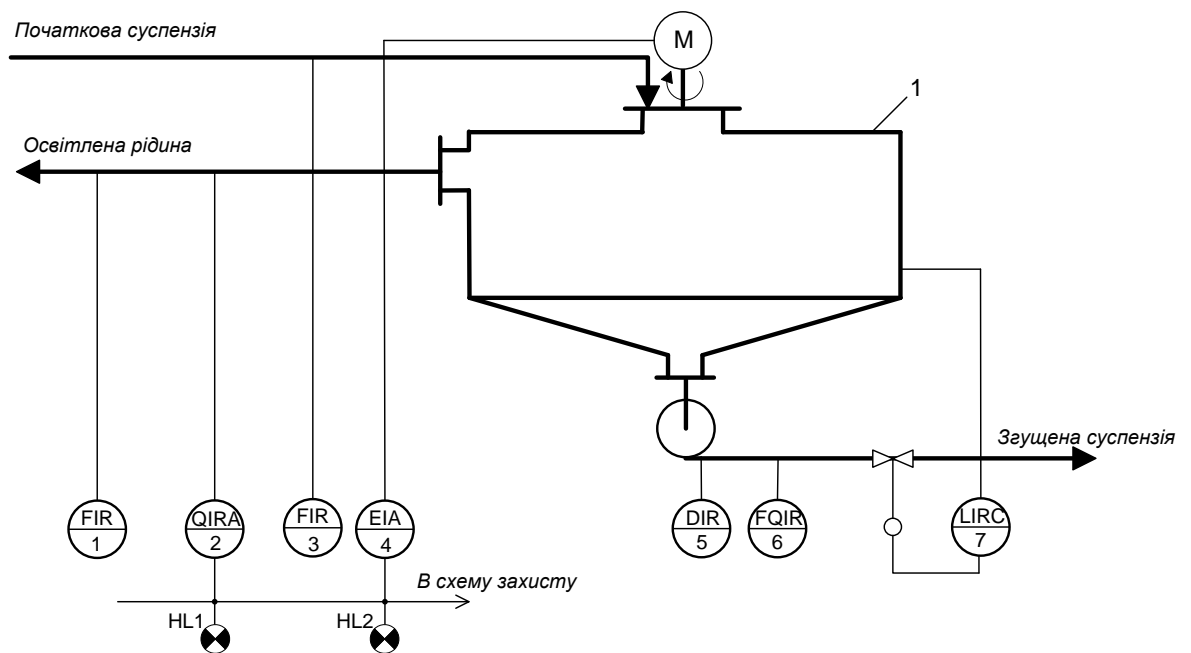 Початкова суспензія
M
1
Освітлена рідина
Згущена суспензія
FIR
1
QIRA
2
FIR
3
EIA
4
DIR
5
FQIR
6
LIRC
7
В схему захисту
HL1
HL2